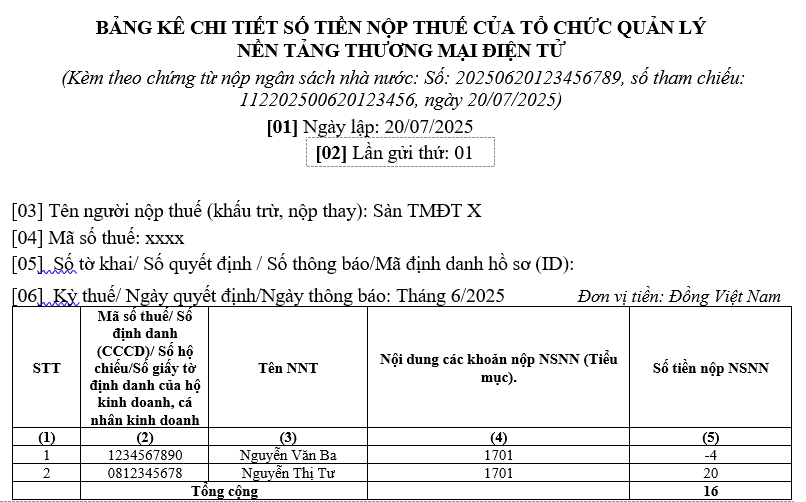 BẢNG KÊ CHI TIẾT SỐ TIỀN NỘP THUẾ CỦA TỔ CHỨC QUẢN LÝ
NỀN TẢNG THƯƠNG MẠI ĐIỆN TỬ
(Kèm theo chứng từ nộp ngân sách nhà nước: Số: 20250620123456789, số tham chiếu:
112202500620123456, ngày 20/07/2025)
[01] Ngày lập: 20/07/2025
[02] Lần gửi thứ: 01
[03] Tên người nộp thuế (khấu trừ, nộp thay): Sàn TMĐT X
[04] Mã số thuế: xxxx
[05] Số tờ khai/ Số quyết định / Số thông báo/Mã định danh hồ sơ (ID):
[06] Kỳ thuế/ Ngày quyết định/Ngày thông báo: Tháng 6/2025 Đơn vị tiền: Đồng Việt Nam
STT
Mã số thuế/ Số
định danh
(CCCD)/ Số hộ
chiếu/Số giấy tờ
định danh của hộ
kinh doanh, cá
nhân kinh doanh
Tên NNT
Nội dung các khoản nộp NSNN (Tiểu
mục).
Số tiền nộp NSNN
(1) (2) (3) (4) (5)
1 1234567890 Nguyễn Văn Ba 1701 -4
2 0812345678 Nguyễn Thị Tư 1701 20
Tổng cộng 16